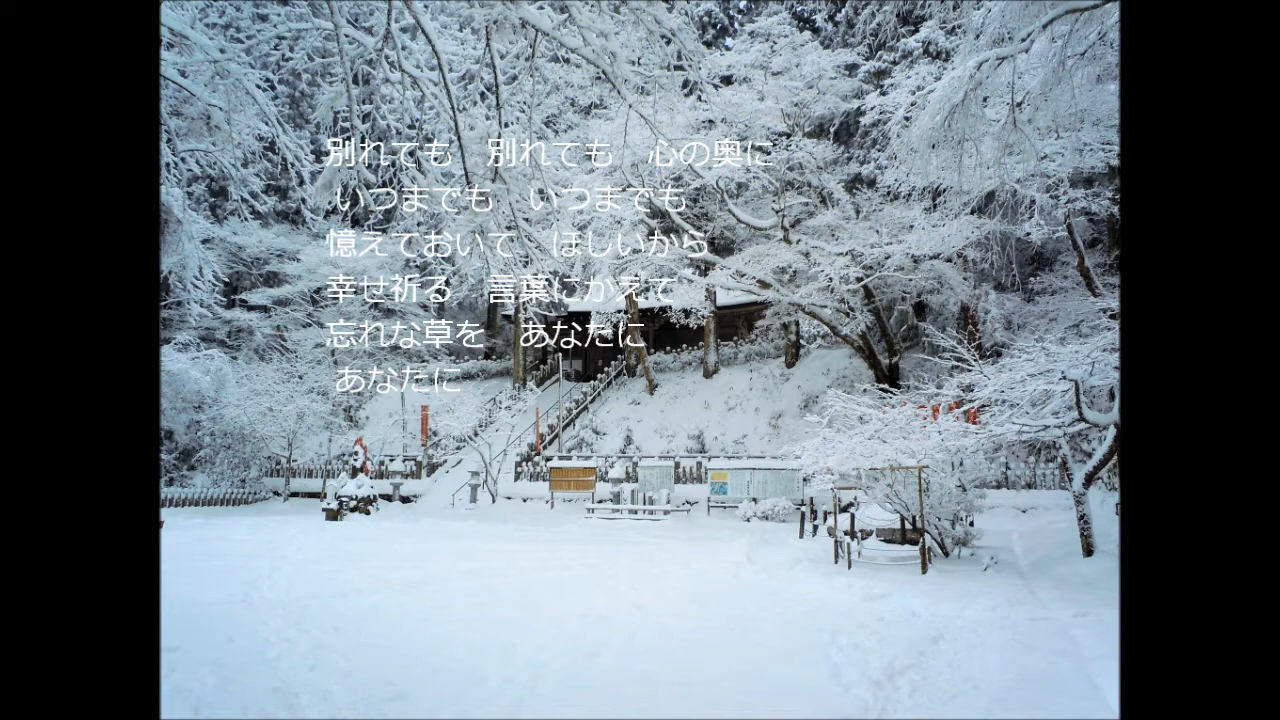 別れても　別れても　心の奥に
いつまでも　いつまでも
憶えておいて　ほしいから
幸せ祈る　言葉にかえて
忘れな草を　あなたに
あなたに